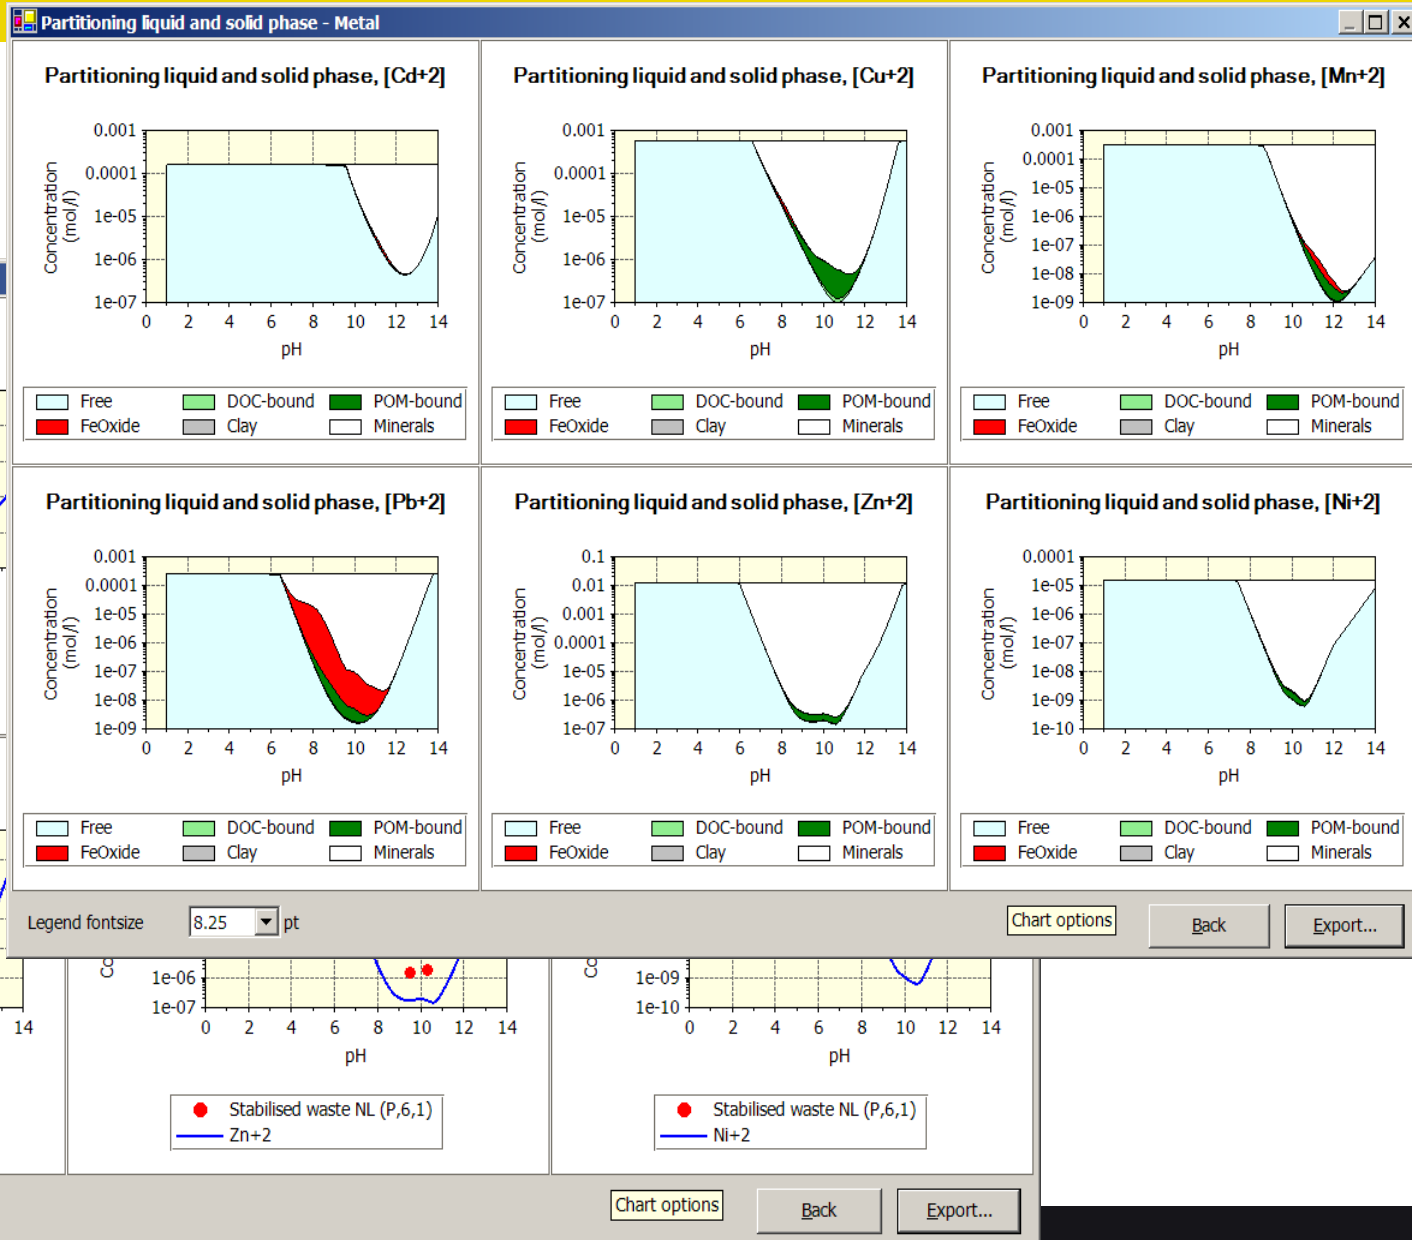 Partitioning liquid and solid phase - Metal
Partitioning liquid and solid phase, [Cd+2]
0.001
0.0001
1e-05
1e-06
1e-07
Concentration
(mol/l)
0 2 4 6 8 10 12 14
pH
Free DOC-bound POM-bound
FeOxide Clay Minerals
Partitioning liquid and solid phase, [Cu+2]
0.001
0.0001
1e-05
1e-06
1e-07
Concentration
(mol/l)
0 2 4 6 8 10 12 14
pH
Free DOC-bound POM-bound
FeOxide Clay Minerals
Partitioning liquid and solid phase, [Mn+2]
0.001
0.0001
1e-05
1e-06
1e-07
1e-08
1e-09
Concentration
(mol/l)
0 2 4 6 8 10 12 14
pH
Free DOC-bound POM-bound
FeOxide Clay Minerals
Partitioning liquid and solid phase, [Pb+2]
0.001
0.0001
1e-05
1e-06
1e-07
1e-08
1e-09
Concentration
(mol/l)
0 2 4 6 8 10 12 14
pH
Free DOC-bound POM-bound
FeOxide Clay Minerals
Partitioning liquid and solid phase, [Zn+2]
0.1
0.01
0.01
0.0001
1e-05
1e-06
1e-07
Concentration
(mol/l)
0 2 4 6 8 10 12 14
pH
Free DOC-bound POM-bound
FeOxide Clay Minerals
Partitioning liquid and solid phase, [Ni+2]
0.0001
1e-05
1e-06
1e-07
1e-08
1e-09
1e-10
Concentration
(mol/l)
0 2 4 6 8 10 12 14
pH
Free DOC-bound POM-bound
FeOxide Clay Minerals
Legend fontsize 8.25 pt Chart options Back Export...
14
1e-06
1e-07
0 2 4 6 8 10 12 14
pH
Stabilised waste NL (P,6,1)
Zn+2
1e-09
1e-10
0 2 4 6 8 10 12 14
pH
Stabilised waste NL (P,6,1)
Ni+2
Chart options Back Export...